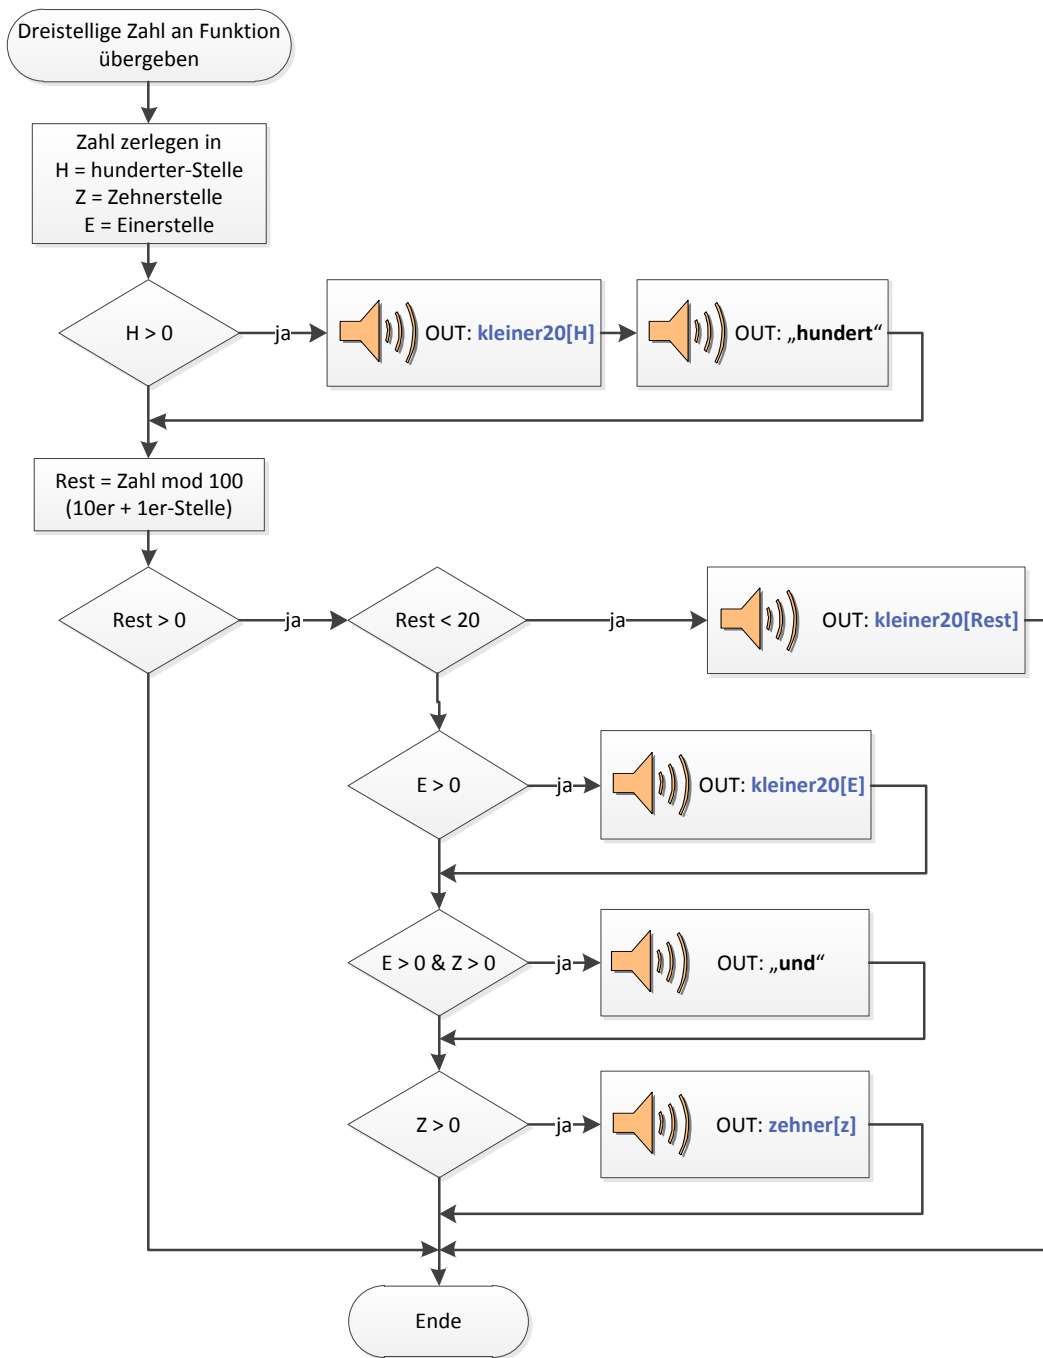 Dreistellige Zahl an Funktion
übergeben
Zahl zerlegen in
H = hunderter-Stelle
Z = Zehnerstelle
E = Einerstelle
H > 0
ja
OUT: kleiner20[H]
OUT: „hundert“
Rest = Zahl mod 100
(10er + 1er-Stelle)
Rest > 0
ja
Rest < 20
ja
OUT: kleiner20[Rest]
E > 0
ja
OUT: kleiner20[E]
E > 0 & Z > 0
ja
OUT: „und“
Z > 0
ja
OUT: zehner[z]
Ende